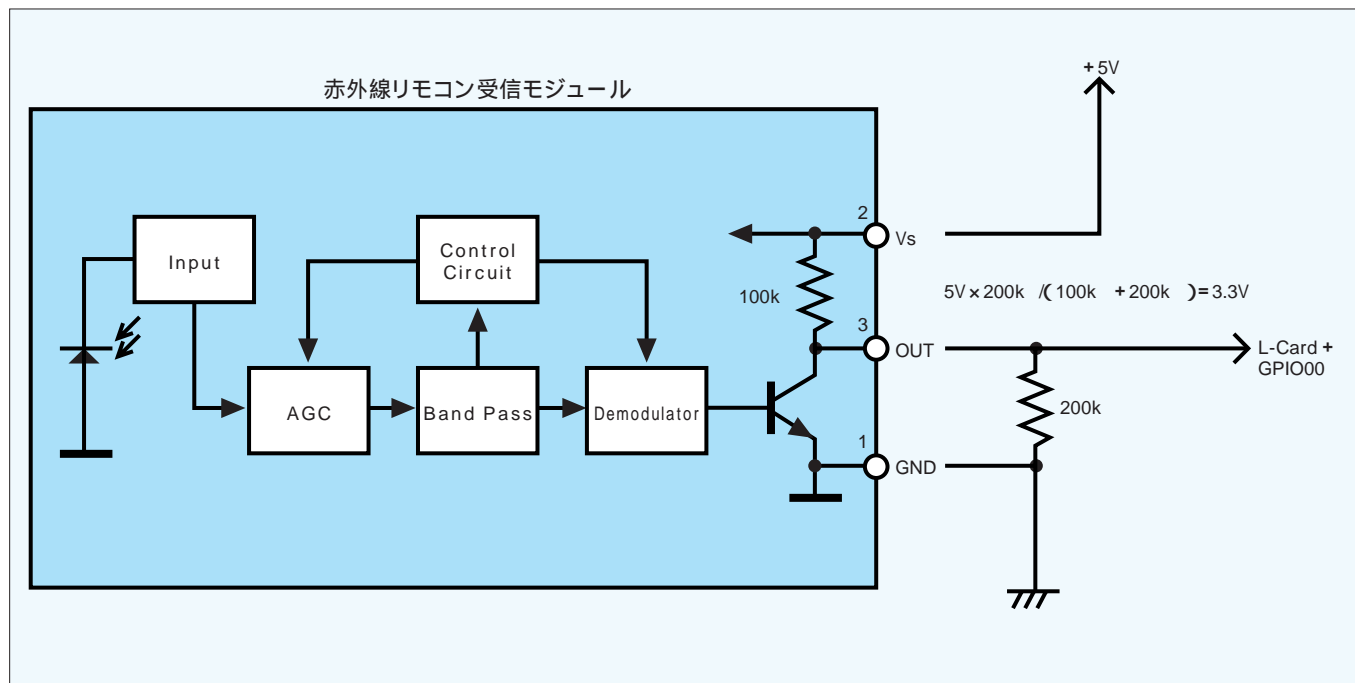 赤外線リモコン受信モジュール
+5V
Input
Control
Circuit
2
Vs
100k
5V×200k /(100k +200k )=3.3V
3
OUT
L-Card+
GPIO00
AGC
Band Pass
Demodulator
200k
1
GND